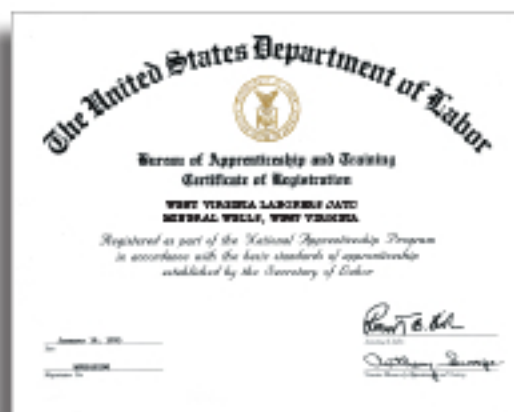 The United States Department of Labor
Bureau of Apprenticeship and Training
Certificate of Registration
WEST VIRGINIA LABORERS JATC
MINERAL WELLS, WEST VIRGINIA
Registered as part of the National Apprenticeship Program
in accordance with the basic standards of apprenticeship
established by the Secretary of Labor